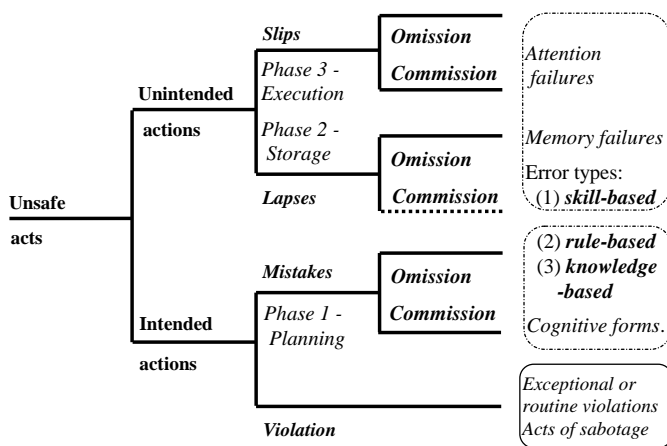 Slips
Omission
Commission
Phase 3 -
Execution
Attention
failures
Unintended
actions
Phase 2 -
Storage
Omission
Commission
Lapses
Memory failures
Error types:
(1) skill-based
Unsafe
acts
Mistakes
Omission
Commission
Phase 1 -
Planning
(2) rule-based
(3) knowledge
-based
Cognitive forms.
Intended
actions
Violation
Exceptional or
routine violations
Acts of sabotage